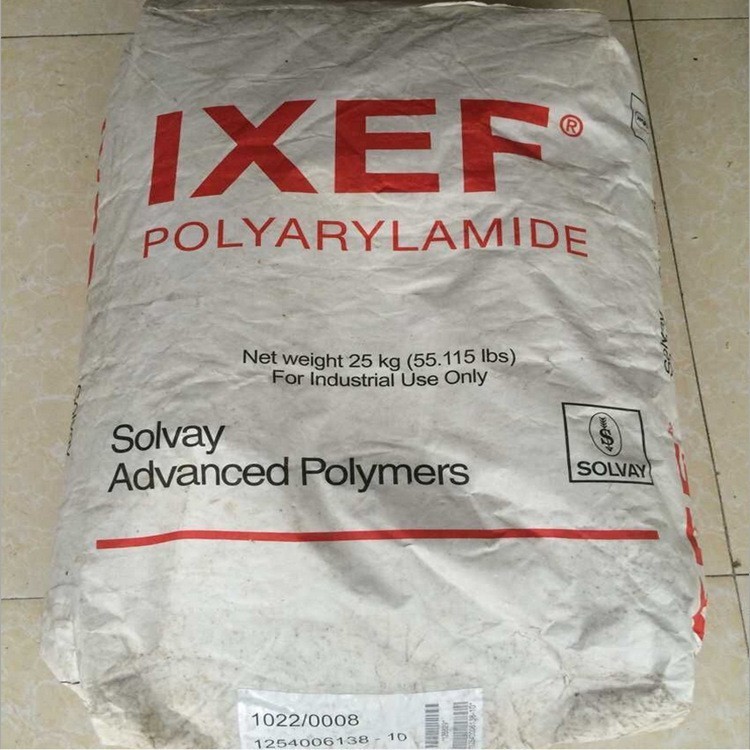 IXEF®
POLYARYLAMIDE
Net weight 25 kg (55.115 lbs)
For Industrial Use Only
Solvay
Advanced Polymers
SOLVAY
1022/0008
1254006138 - 10